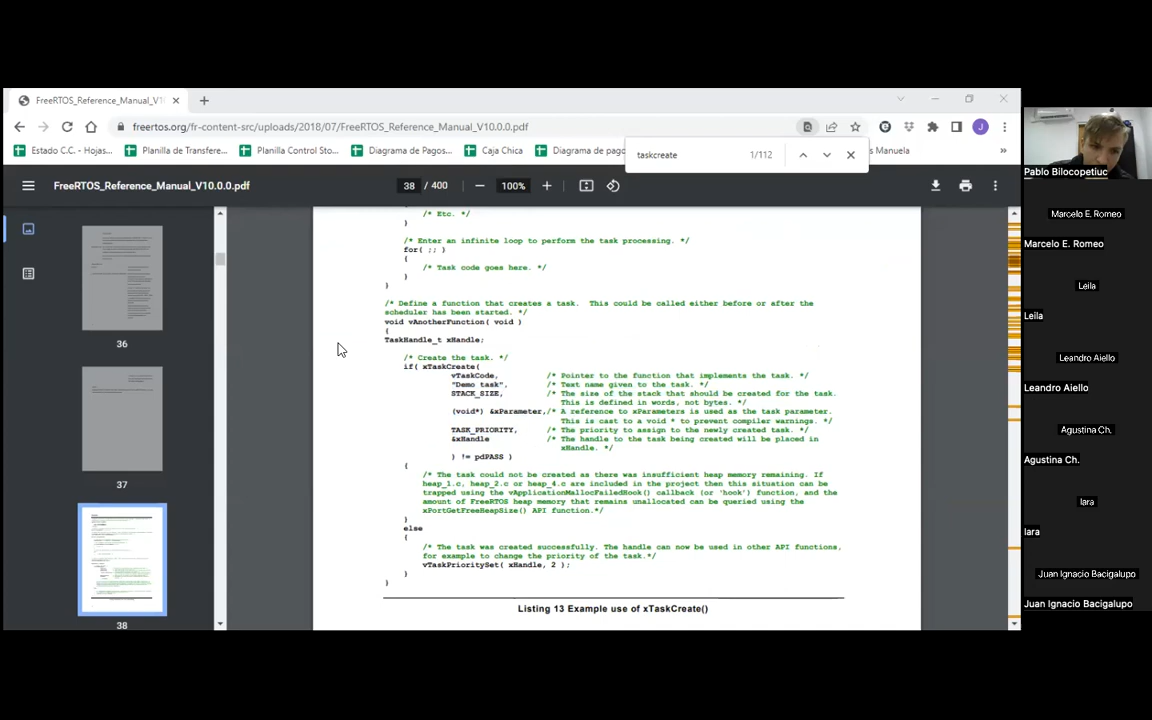 FreeRTOS_Reference_Manual_V1
freertos.org/fr-content-src/uploads/2018/07/FreeRTOS_Reference_Manual_V10.0.0.pdf
Estado C.C. - Hojas...
Planilla de Transfere...
Planilla Control Sto...
Diagrama de Pagos...
Caja Chica
Diagrama de pago
s Manuela
taskcreate
1/112
FreeRTOS_Reference_Manual_V10.0.0.pdf
38 / 400
100%
36
37
38
/* Etc. */
}
/* Enter an infinite loop to perform the task processing. */
for( ;; )
{
/* Task code goes here. */
}
}
/* Define a function that creates a task. This could be called either before or after the
scheduler has been started. */
void vAnotherFunction( void )
{
TaskHandle_t xHandle;
/* Create the task. */
if( xTaskCreate(
vTaskCode, /* Pointer to the function that implements the task. */
"Demo task", /* Text name given to the task. */
STACK_SIZE, /* The size of the stack that should be created for the task.
This is defined in words, not bytes. */
(void*) &xParameter,/* A reference to xParameters is used as the task parameter.
This is cast to a void * to prevent compiler warnings. */
TASK_PRIORITY, /* The priority to assign to the newly created task. */
&xHandle /* The handle to the task being created will be placed in
xHandle. */
) != pdPASS )
{
/* The task could not be created as there was insufficient heap memory remaining. If
heap_1.c, heap_2.c or heap_4.c are included in the project then this situation can be
trapped using the vApplicationMallocFailedHook() callback (or 'hook') function, and the
amount of FreeRTOS heap memory that remains unallocated can be queried using the
xPortGetFreeHeapSize() API function.*/
}
else
{
/* The task was created successfully. The handle can now be used in other API functions,
for example to change the priority of the task.*/
vTaskPrioritySet( xHandle, 2 );
}
}
Listing 13 Example use of xTaskCreate()
Pablo Bilocopetiuc
Marcelo E. Romeo
Marcelo E. Romeo
Leila
Leila
Leandro Aiello
Leandro Aiello
Agustina Ch.
Agustina Ch.
Iara
Iara
Juan Ignacio Bacigalupo
Juan Ignacio Bacigalupo